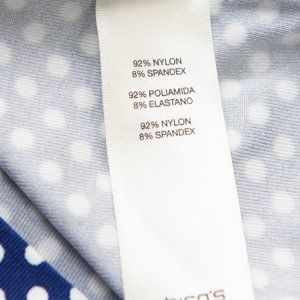 92% NYLON
8% SPANDEX
92% POLIAMIDA
8% ELASTANO
92% NYLON
8% SPANDEX